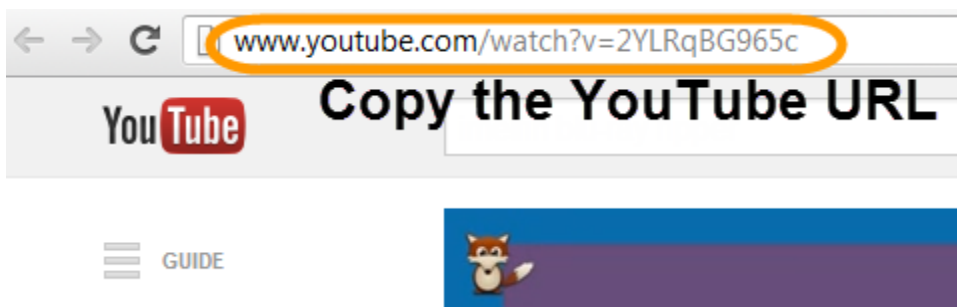 www.youtube.com/watch?v=2YLRqBG965c
Copy the YouTube URL
YouTube
GUIDE